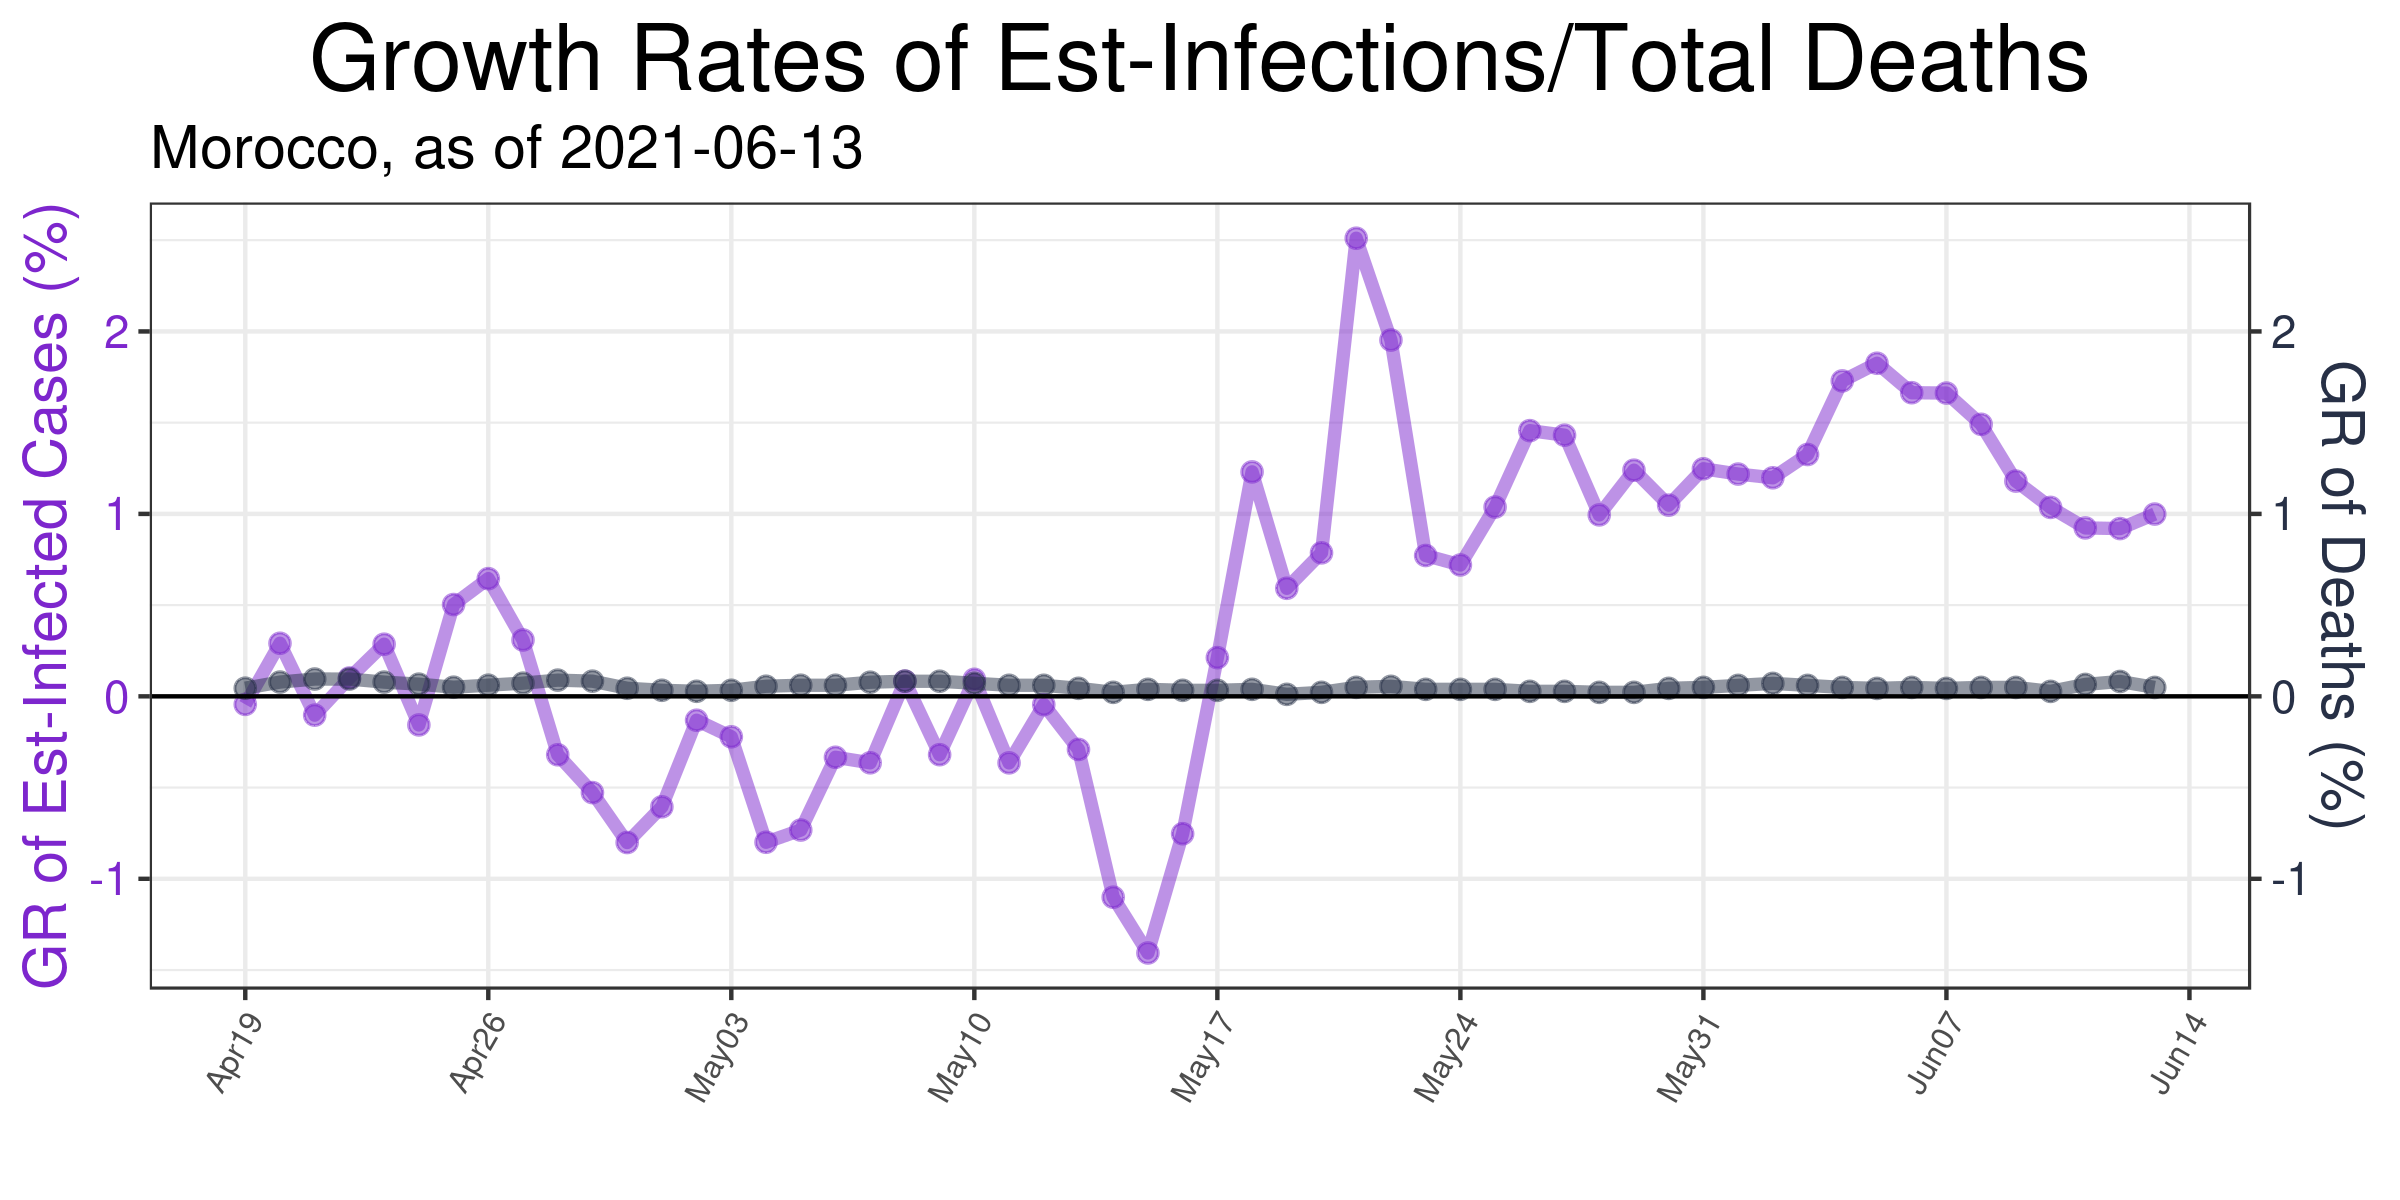 Growth Rates of Est-Infections/Total Deaths
Morocco, as of 2021-06-13
GR of Est-Infected Cases (%)
2
1
0
-1
2
1
0
-1
GR of Deaths (%)
Apr19
Apr26
May03
May10
May17
May24
May31
Jun07
Jun14